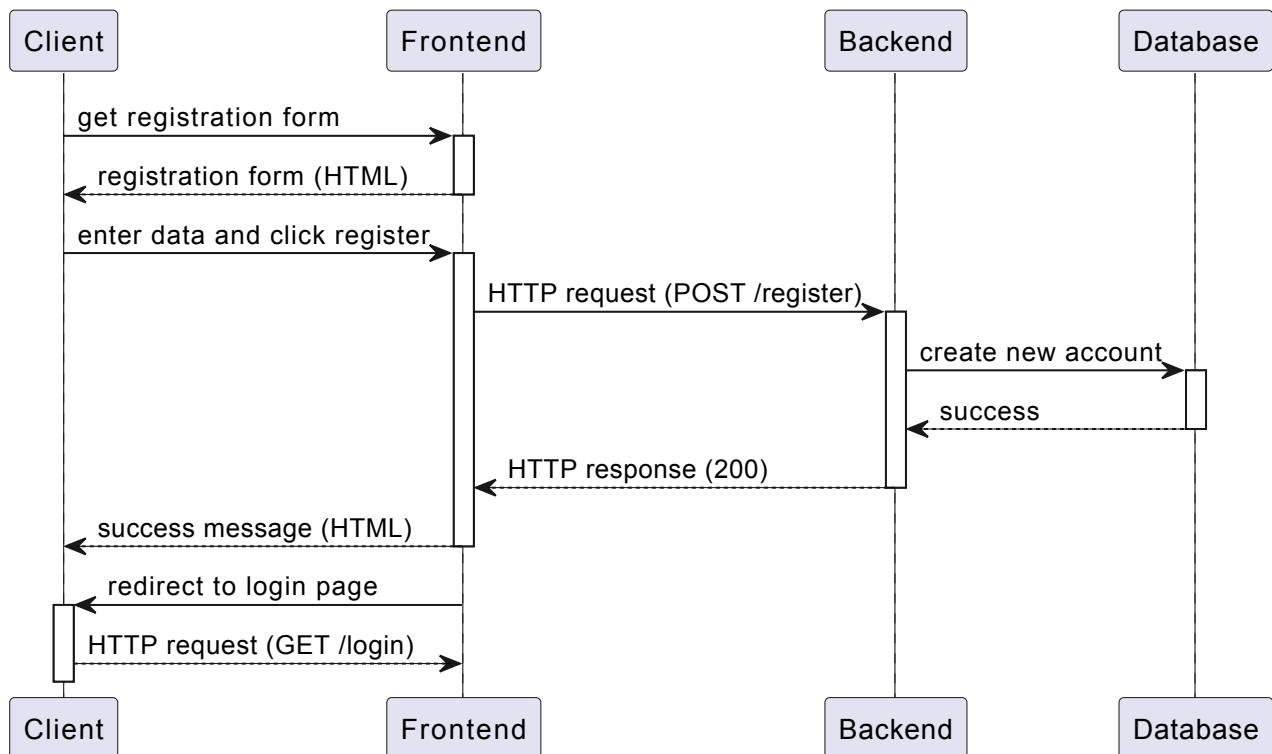 Client
Frontend
Backend
Database
get registration form
registration form (HTML)
enter data and click register
HTTP request (POST /register)
create new account
success
HTTP response (200)
success message (HTML)
redirect to login page
HTTP request (GET /login)
Client
Frontend
Backend
Database